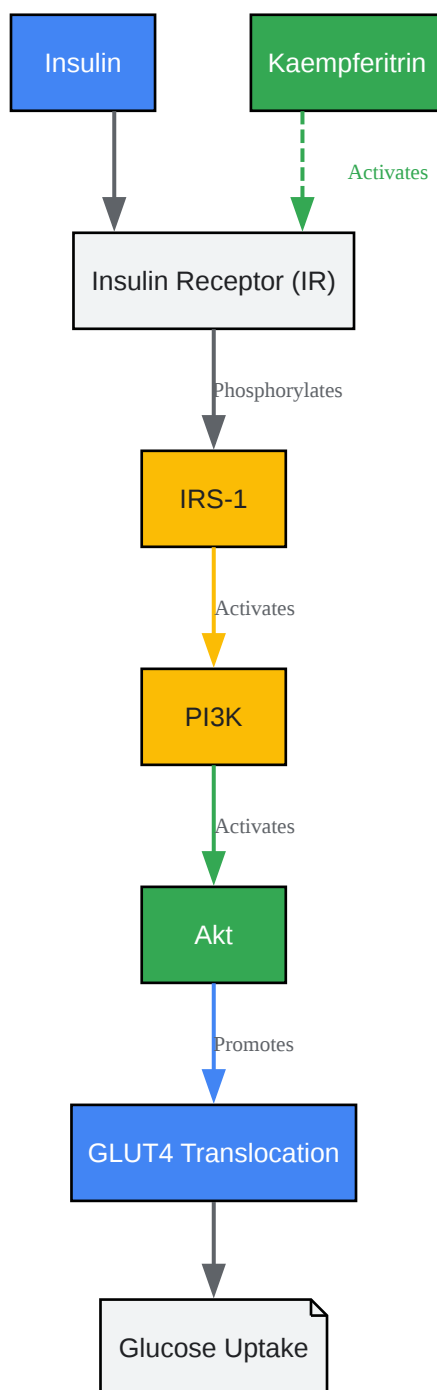 Insulin
Kaempferitrin
Activates
Insulin Receptor (IR)
Phosphorylates
IRS-1
Activates
PI3K
Activates
Akt
Promotes
GLUT4 Translocation
Glucose Uptake